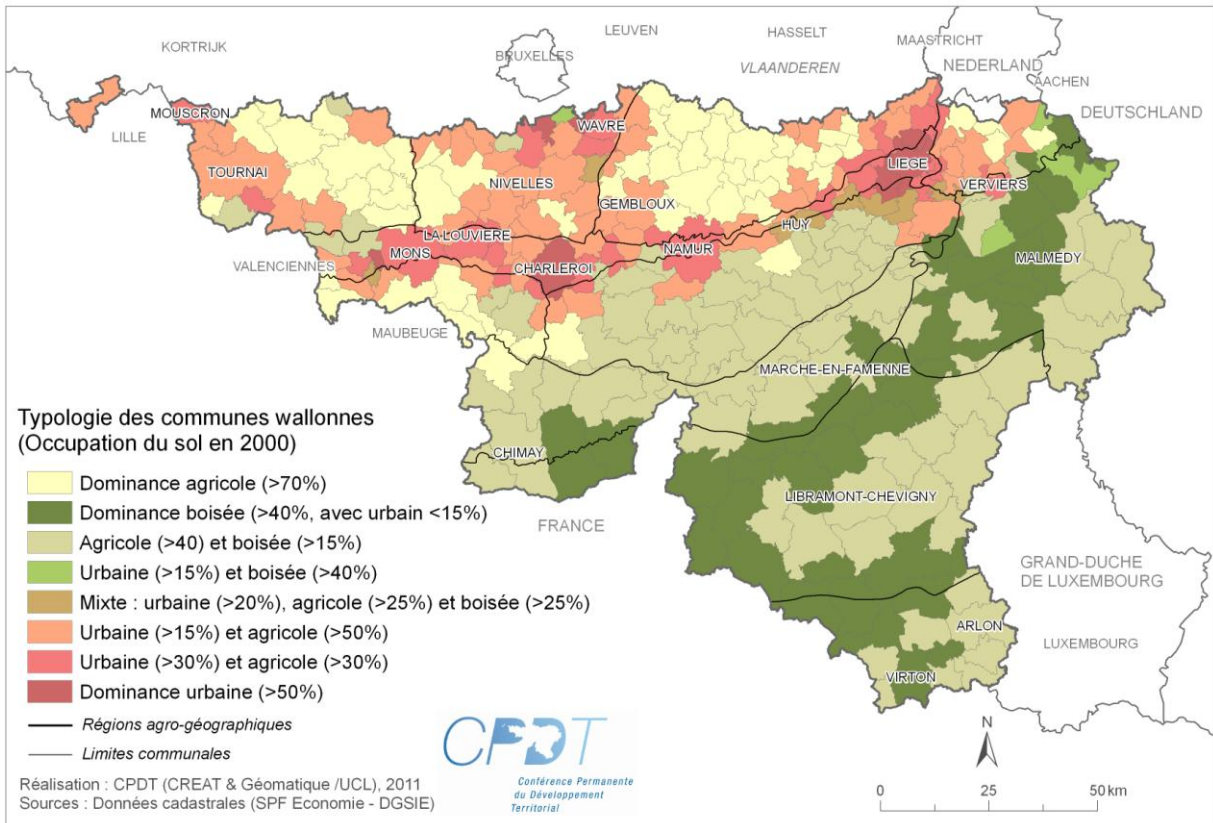 KORTRIJK
LEUVEN
HASSELT
MAASTRICHT
BRUXELLES
VLAANDEREN
NEDERLAND
AACHEN
DEUTSCHLAND
MOUSCRON
LILLE
WAVRE
LIEGE
TOURNAI
NIVELLES
GEMBLOUX
VERVIERS
HUY
LA LOUVIERE
MONS
NAMUR
VALENCIENNES
CHARLEROI
MALMEDY
MAUBEUGE
MARCHE-EN-FAMENNE
CHIMAY
LIBRAMONT-CHEVIGNY
FRANCE
GRAND-DUCHE
DE LUXEMBOURG
ARLON
LUXEMBOURG
VIRTON
Typologie des communes wallonnes
(Occupation du sol en 2000)
Dominance agricole (>70%)
Dominance boisée (>40%, avec urbain <15%)
Agricole (>40) et boisée (>15%)
Urbaine (>15%) et boisée (>40%)
Mixte : urbaine (>20%), agricole (>25%) et boisée (>25%)
Urbaine (>15%) et agricole (>50%)
Urbaine (>30%) et agricole (>30%)
Dominance urbaine (>50%)
Régions agro-géographiques
Limites communales
Réalisation : CPDT (CREAT & Géomatique /UCL), 2011
Sources : Données cadastrales (SPF Economie - DGSIE)
CPDT
Conférence Permanente
du Développement
Territorial
N
0 25 50 km